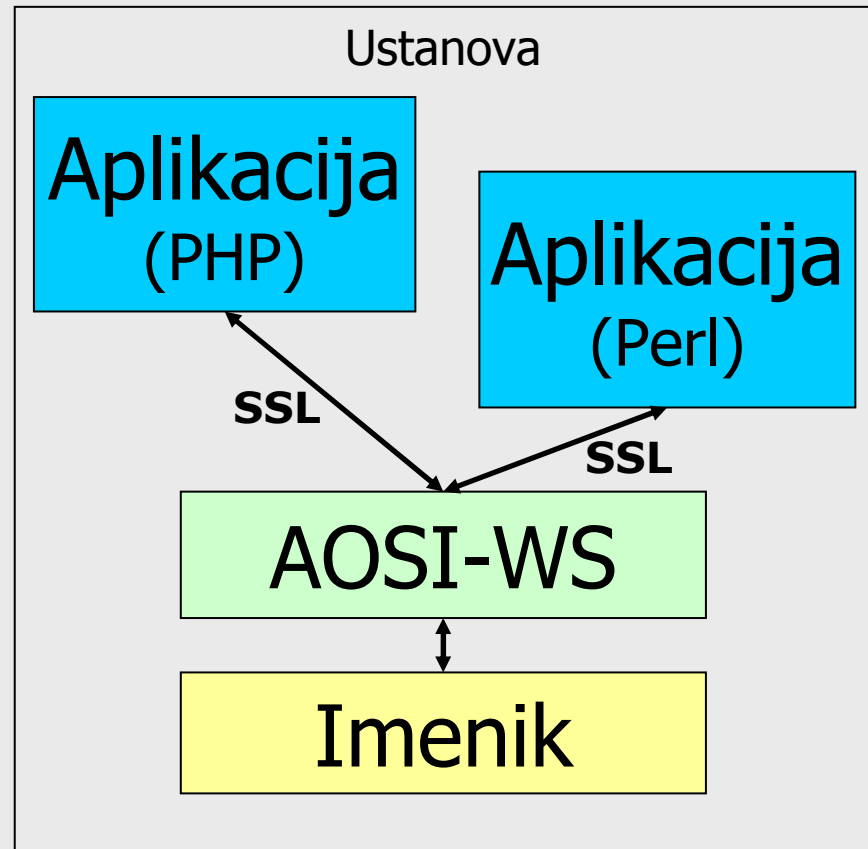 Ustanova
Aplikacija
(PHP)
Aplikacija
(Perl)
SSL
SSL
AOSI-WS
Imenik